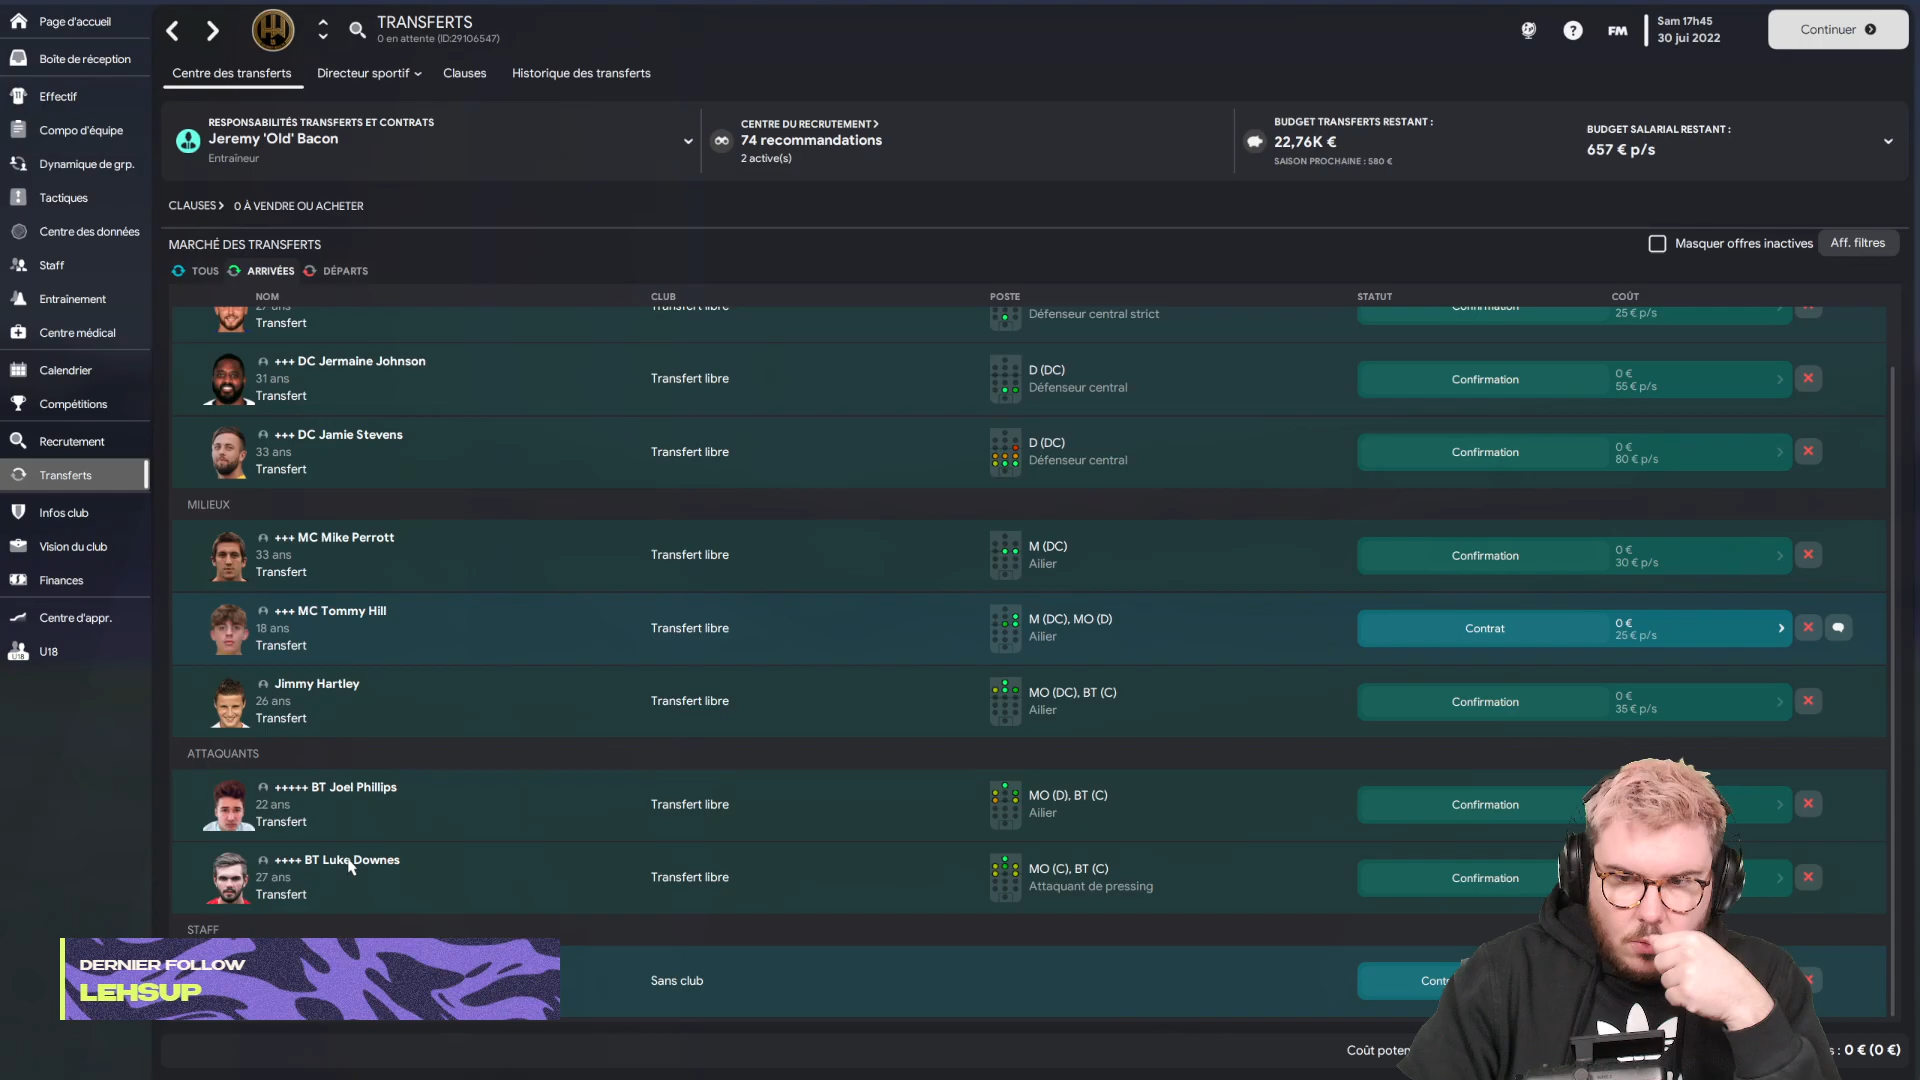 Page d'accueil
Boîte de réception
Effectif
Compo d'équipe
Dynamique de grp.
Tactiques
Centre des données
Staff
Entraînement
Centre médical
Calendrier
Compétitions
Recrutement
Transferts
Infos club
Vision du club
Finances
Centre d'appr.
U18
TRANSFERTS
0 en attente (ID:29106547)
FM
Sam 17h45
30 jui 2022
Continuer
Centre des transferts
Directeur sportif
Clauses
Historique des transferts
RESPONSABILITÉS TRANSFERTS ET CONTRATS
Jeremy 'Old' Bacon
Entraîneur
CENTRE DU RECRUTEMENT
74 recommandations
2 active(s)
BUDGET TRANSFERTS RESTANT :
22,76K €
SAISON PROCHAINE : 580 €
BUDGET SALARIAL RESTANT :
657 € p/s
CLAUSES 0 À VENDRE OU ACHETER
MARCHÉ DES TRANSFERTS
Masquer offres inactives
Aff. filtres
TOUS ARRIVÉES DÉPARTS
NOM CLUB POSTE STATUT COÛT
27 ans
Transfert
Transfert libre
Défenseur central strict
Confirmation
25 € p/s
+++ DC Jermaine Johnson
31 ans
Transfert
Transfert libre
D (DC)
Défenseur central
Confirmation
0 €
55 € p/s
+++ DC Jamie Stevens
33 ans
Transfert
Transfert libre
D (DC)
Défenseur central
Confirmation
0 €
80 € p/s
MILIEUX
+++ MC Mike Perrott
33 ans
Transfert
Transfert libre
M (DC)
Ailier
Confirmation
0 €
30 € p/s
+++ MC Tommy Hill
18 ans
Transfert
Transfert libre
M (DC), MO (D)
Ailier
Contrat
0 €
25 € p/s
Jimmy Hartley
26 ans
Transfert
Transfert libre
MO (DC), BT (C)
Ailier
Confirmation
0 €
35 € p/s
ATTAQUANTS
+++++ BT Joel Phillips
22 ans
Transfert
Transfert libre
MO (D), BT (C)
Ailier
Confirmation
++++ BT Luke Downes
27 ans
Transfert
Transfert libre
MO (C), BT (C)
Attaquant de pressing
Confirmation
STAFF
Sans club
DERNIER FOLLOW
LEHSUP
: 0 € (0 €)